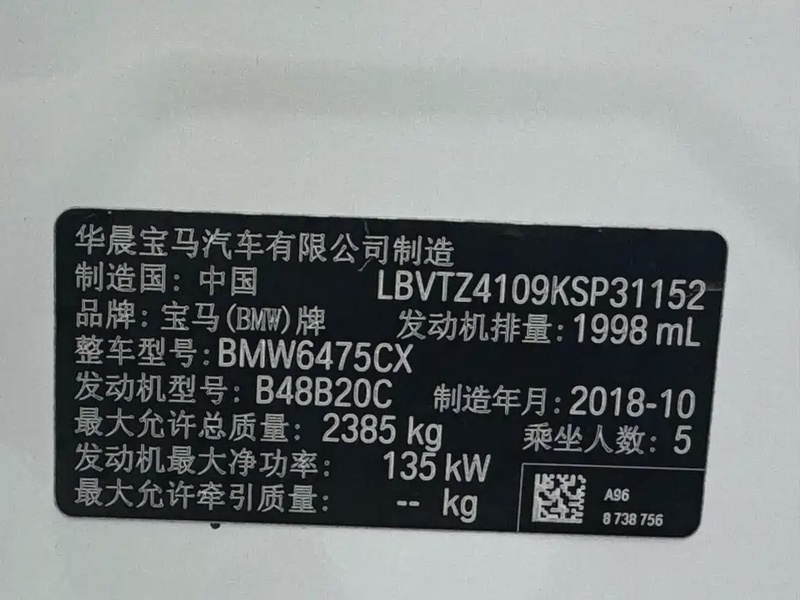 华晨宝马汽车有限公司制造
制造国：中国 LBVTZ4109KSP31152
品牌：宝马(BMW)牌 发动机排量：1998 mL
整车型号：BMW6475CX
发动机型号：B48B20C 制造年月：2018-10
最大允许总质量：2385 kg 乘坐人数：5
发动机最大净功率：135 kW
最大允许牵引质量：-- kg
A96
8 738 756